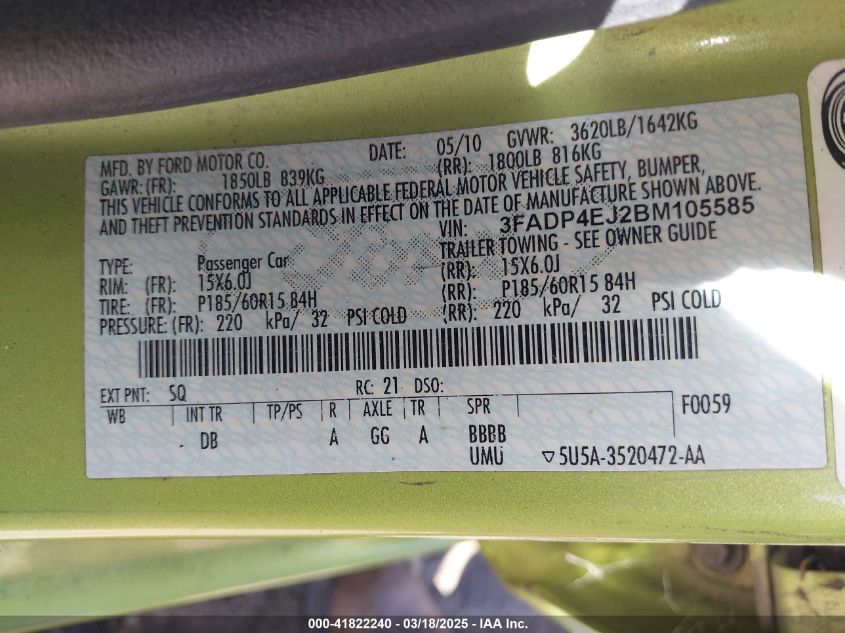 MFD. BY FORD MOTOR CO. DATE: 05/10 GVWR: 3620LB/1642KG
GAWR: (FR): 1850LB 839KG (RR): 1800LB 816KG
THIS VEHICLE CONFORMS TO ALL APPLICABLE FEDERAL MOTOR VEHICLE SAFETY, BUMPER,
AND THEFT PREVENTION STANDARDS IN EFFECT ON THE DATE OF MANUFACTURE SHOWN ABOVE.
VIN: 3FADP4EJ2BM105585
TYPE: Passenger Car TRAILER TOWING - SEE OWNER GUIDE
RIM: (FR): 15X6.0J (RR): 15X6.0J
TIRE: (FR): P185/60R15 84H (RR): P185/60R15 84H
PRESSURE: (FR): 220 kPa/ 32 PSI COLD (RR): 220 kPa/ 32 PSI COLD
EXT PNT: SQ RC: 21 DSO:
WB INT TR TP/PS R AXLE TR SPR F0059
DB A GG A BBBB
UMU ▽5U5A-3520472-AA
000-41822240 - 03/18/2025 - IAA Inc.